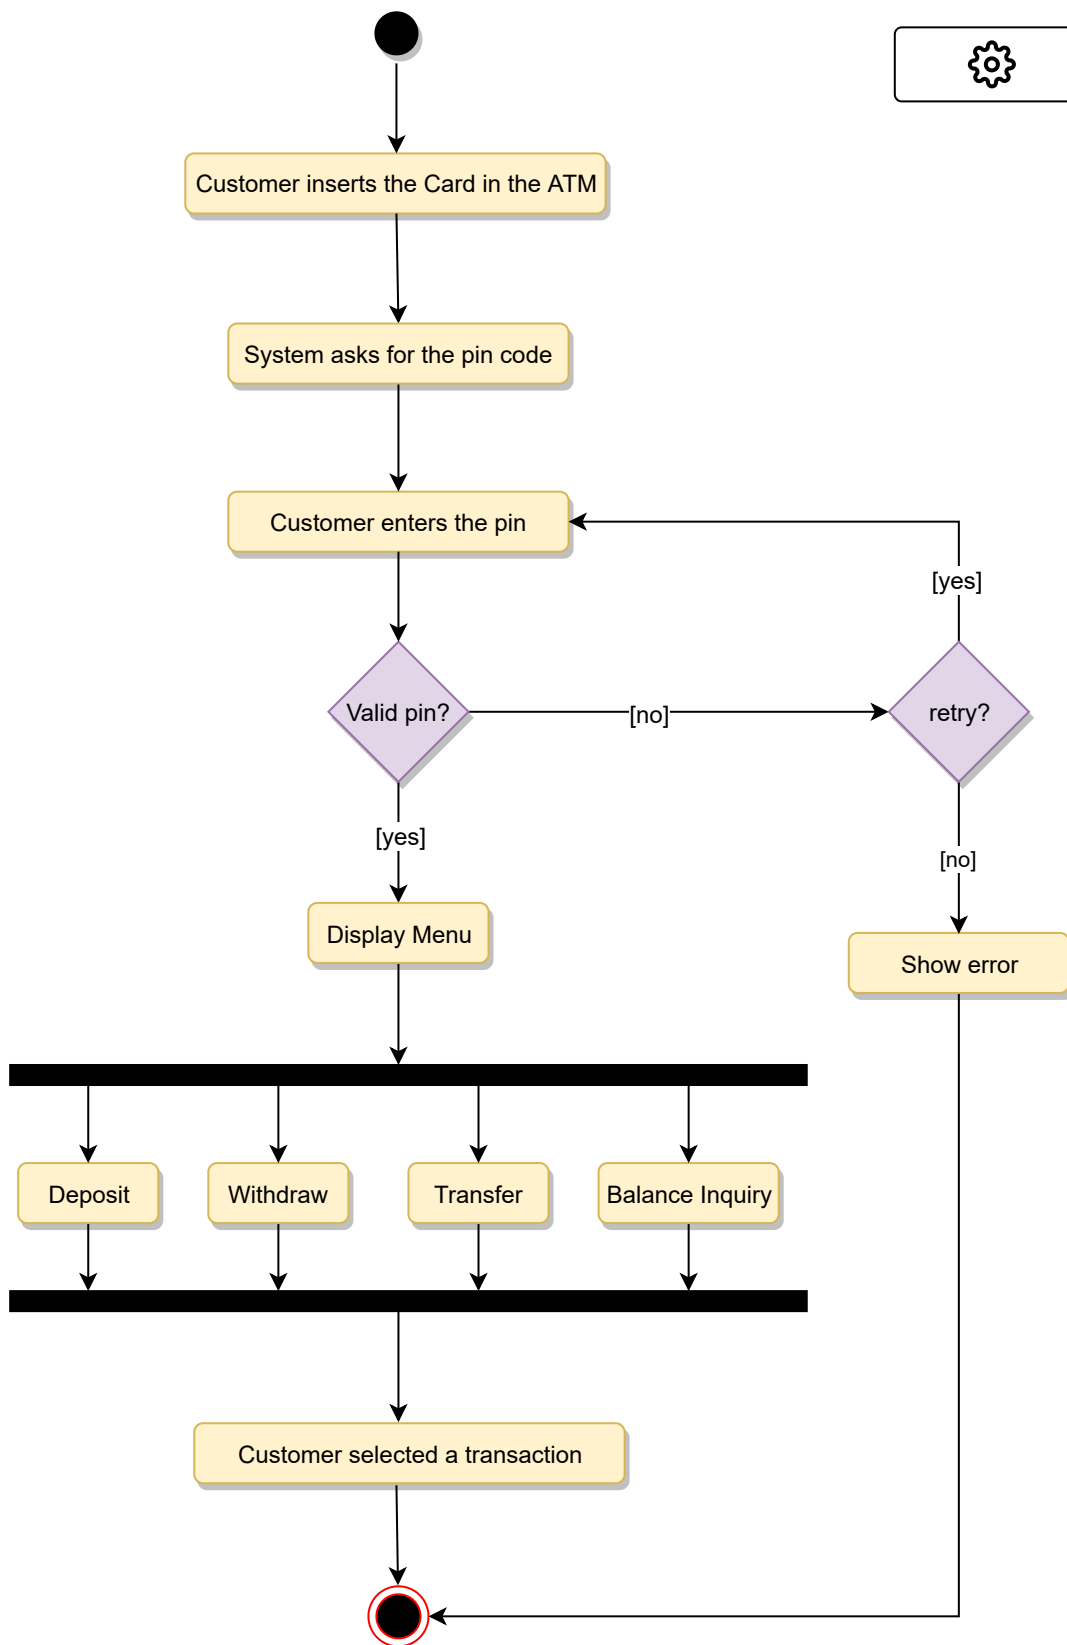 Customer inserts the Card in the ATM
System asks for the pin code
Customer enters the pin
[yes]
Valid pin?
[no]
retry?
[yes]
[no]
Display Menu
Show error
Deposit
Withdraw
Transfer
Balance Inquiry
Customer selected a transaction